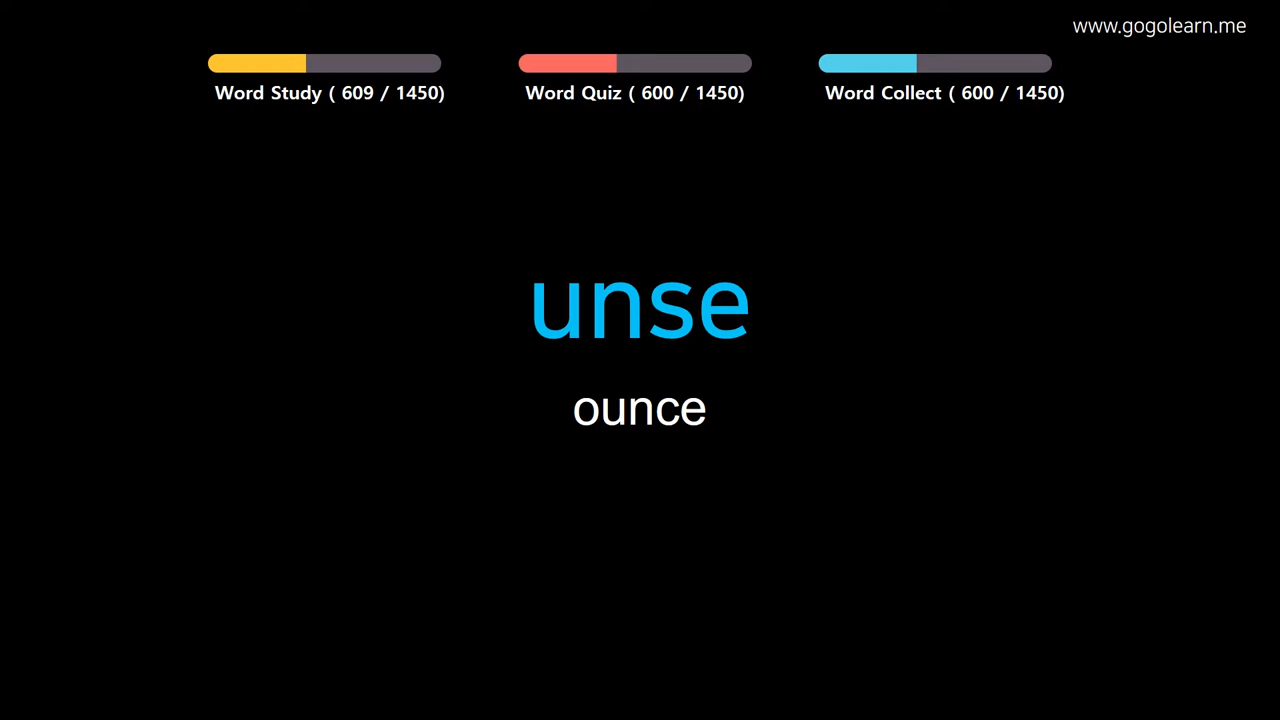 www.gogolearn.me
Word Study ( 609 / 1450)
Word Quiz ( 600 / 1450)
Word Collect ( 600 / 1450)
unse
ounce